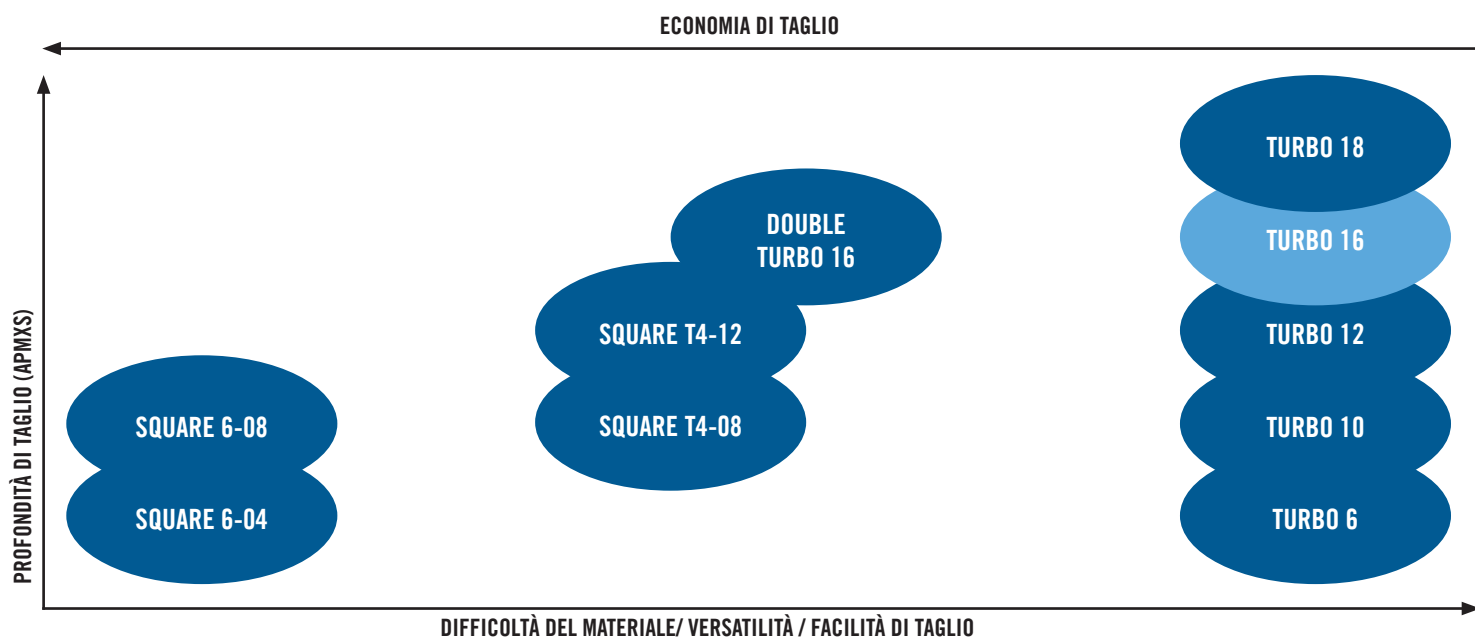 ECONOMIA DI TAGLIO
PROFONDITÀ DI TAGLIO (APMXS)
TURBO 18
DOUBLE
TURBO 16
TURBO 16
SQUARE T4-12
TURBO 12
SQUARE 6-08
SQUARE T4-08
TURBO 10
SQUARE 6-04
TURBO 6
DIFFICOLTÀ DEL MATERIALE/ VERSATILITÀ / FACILITÀ DI TAGLIO